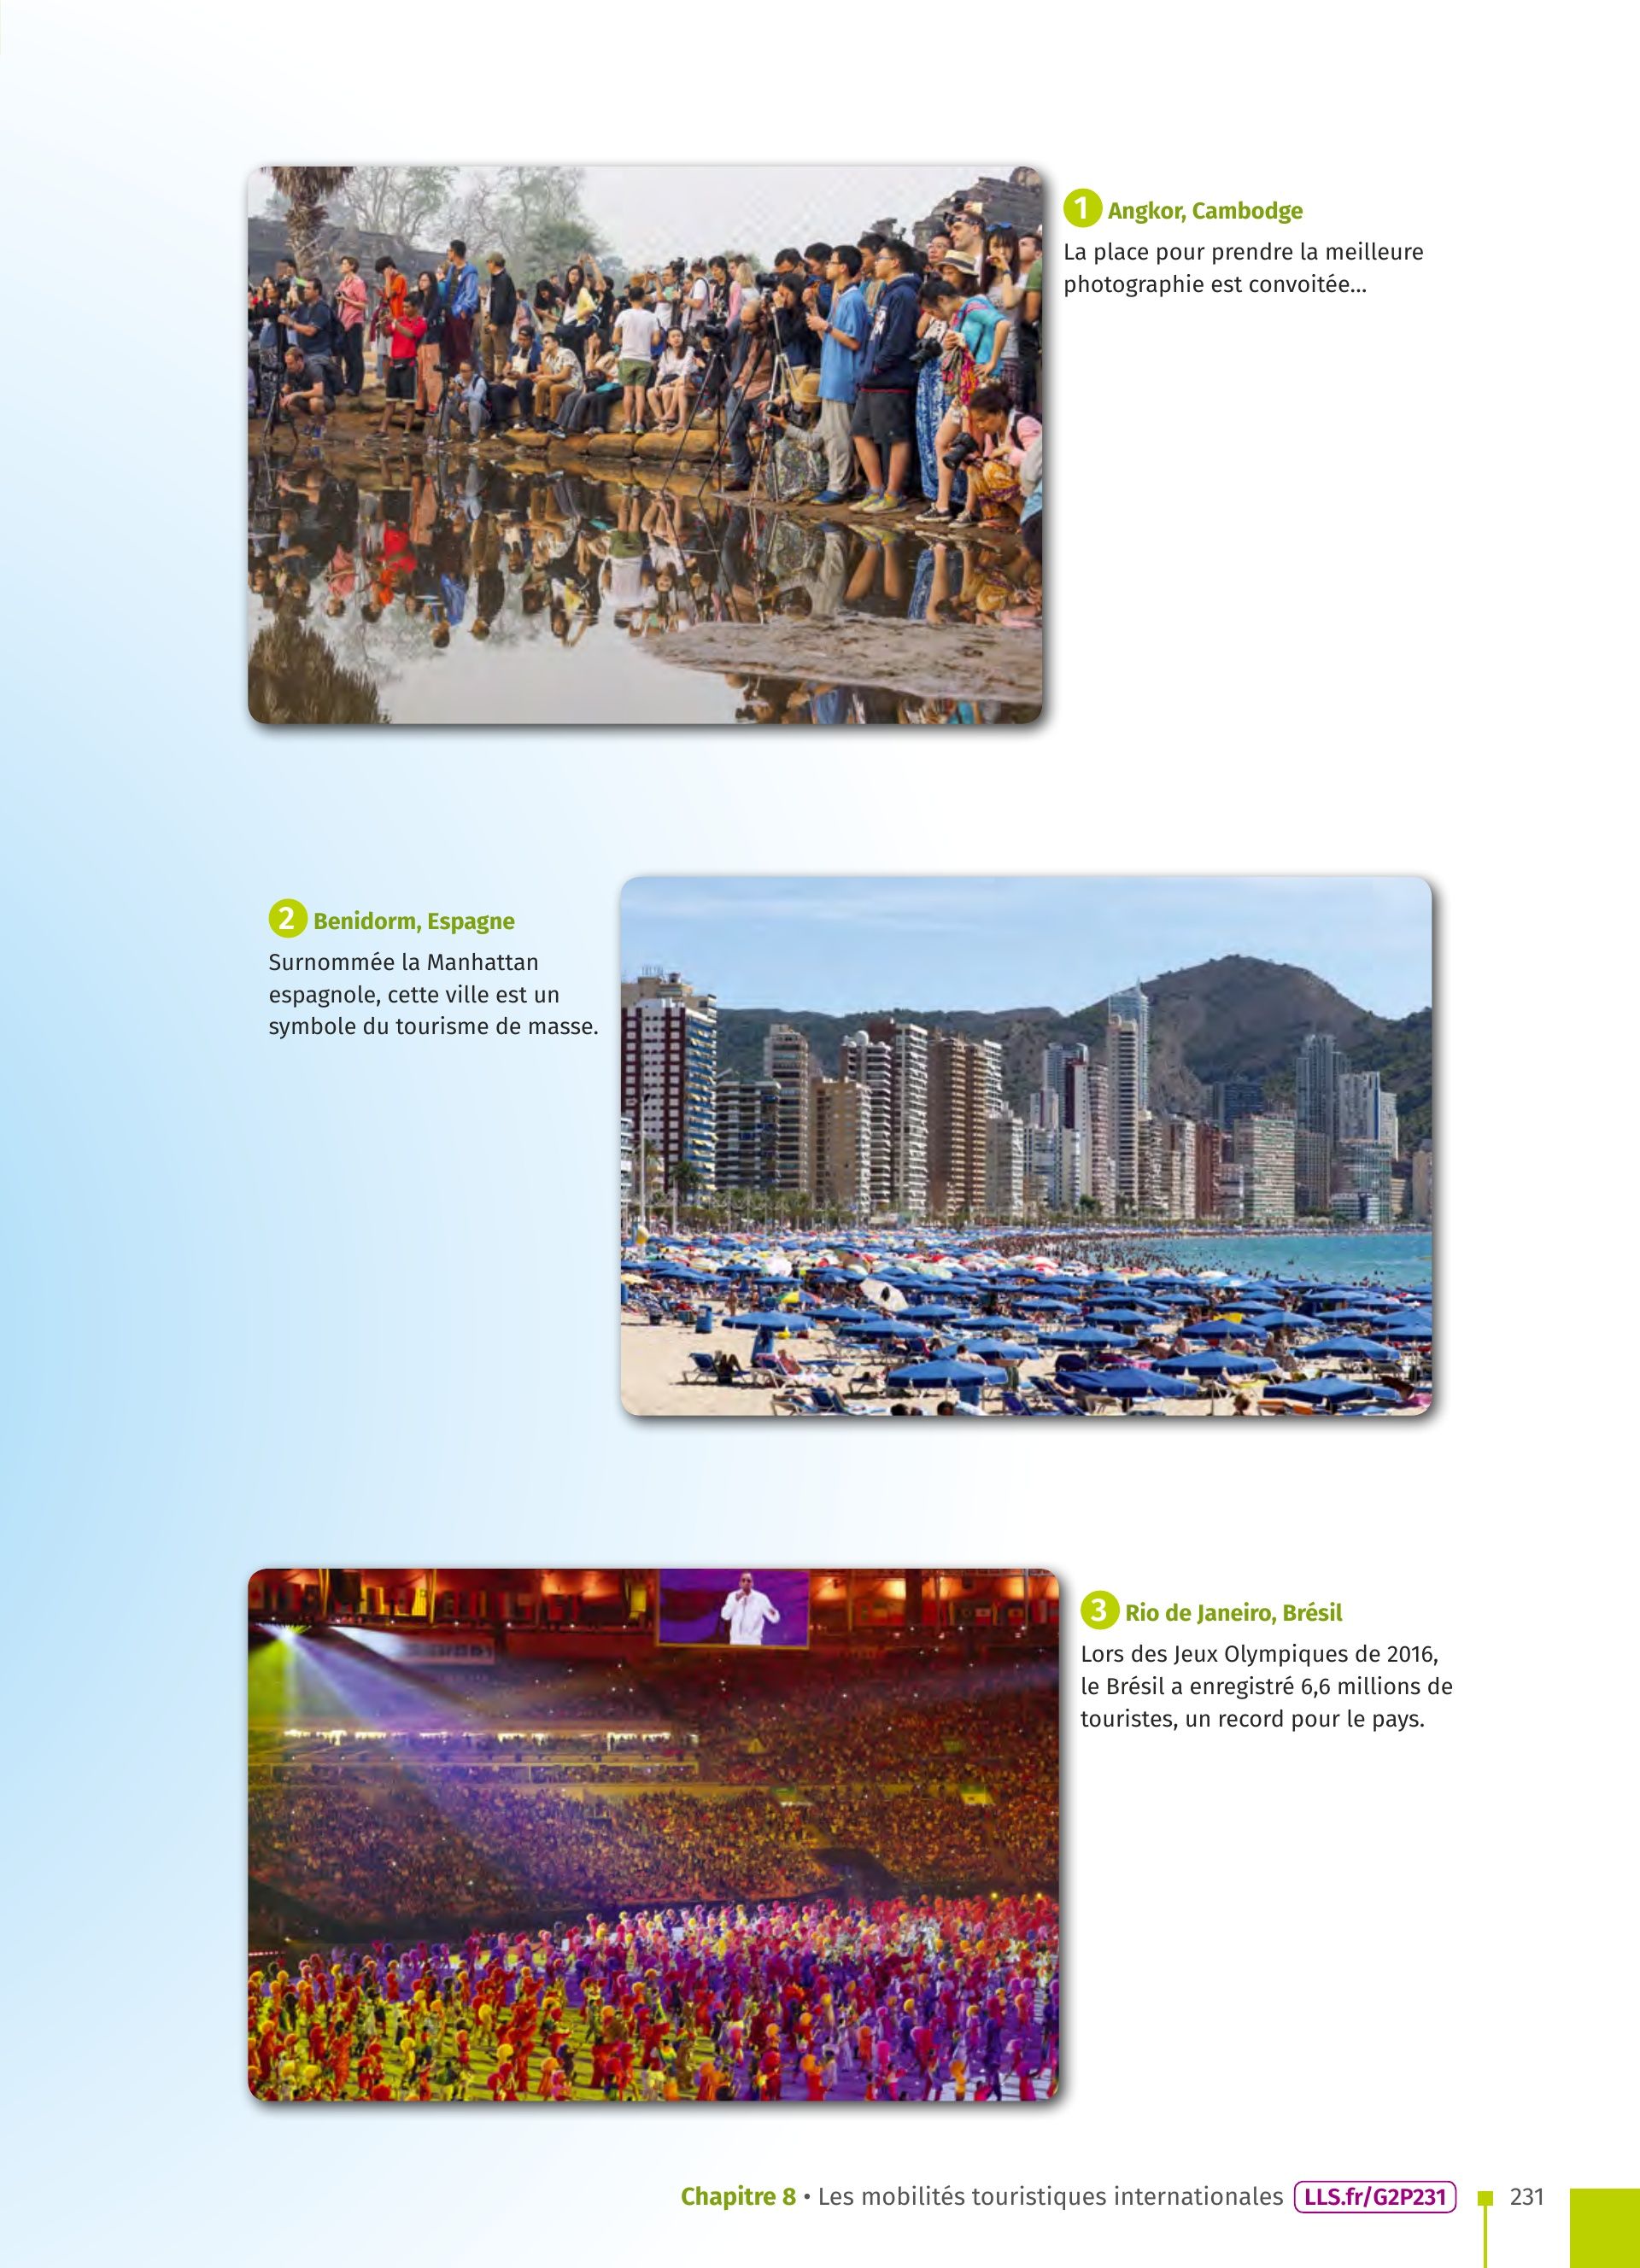 1 Angkor, Cambodge
La place pour prendre la meilleure
photographie est convoitée...
2 Benidorm, Espagne
Surnommée la Manhattan
espagnole, cette ville est un
symbole du tourisme de masse.
3 Rio de Janeiro, Brésil
Lors des Jeux Olympiques de 2016,
le Brésil a enregistré 6,6 millions de
touristes, un record pour le pays.
Chapitre 8 • Les mobilités touristiques internationales LLS.fr/G2P231 231